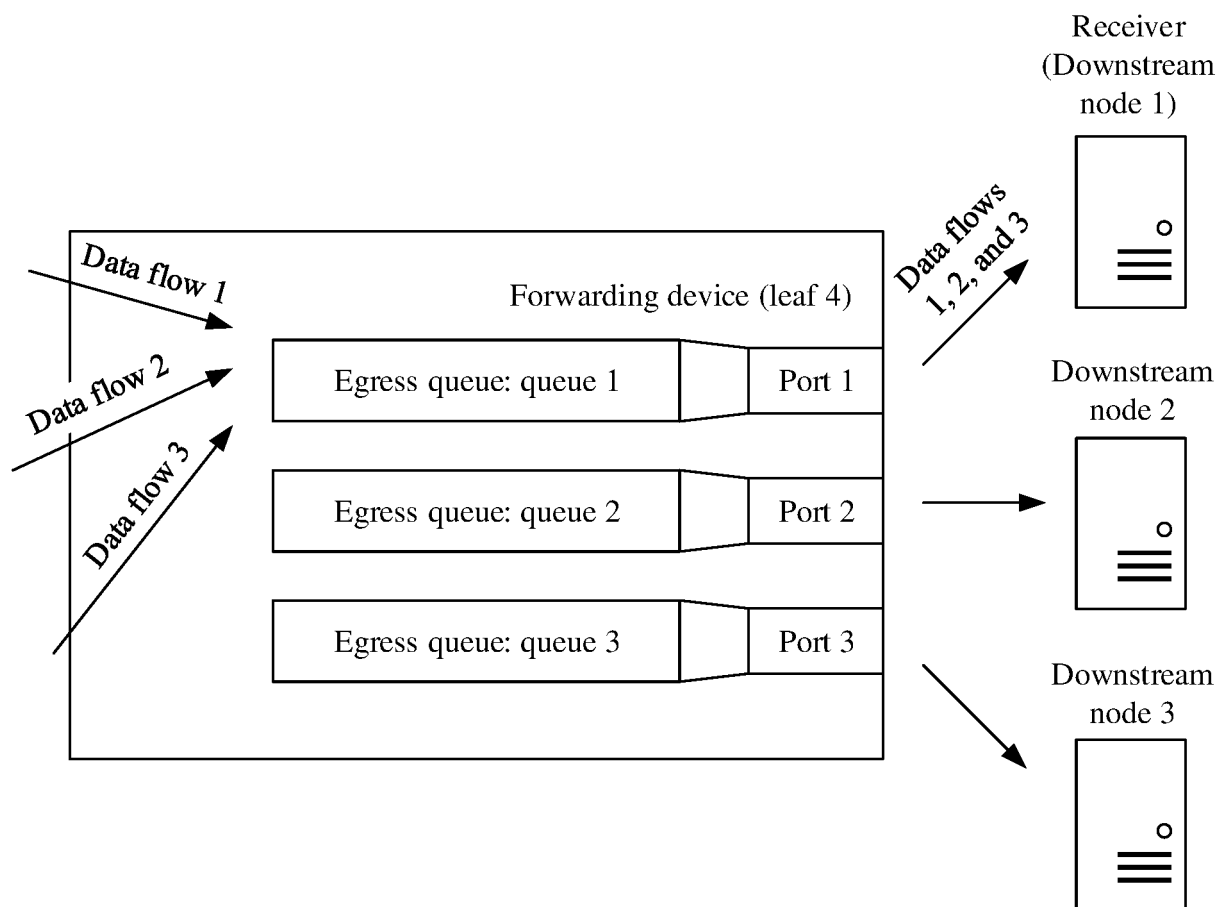 Receiver
(Downstream
node 1)
Data flows
1, 2, and 3
Data flow 1
Forwarding device (leaf 4)
Data flow 2
Egress queue: queue 1
Port 1
Downstream
node 2
Data flow 3
Egress queue: queue 2
Port 2
Egress queue: queue 3
Port 3
Downstream
node 3